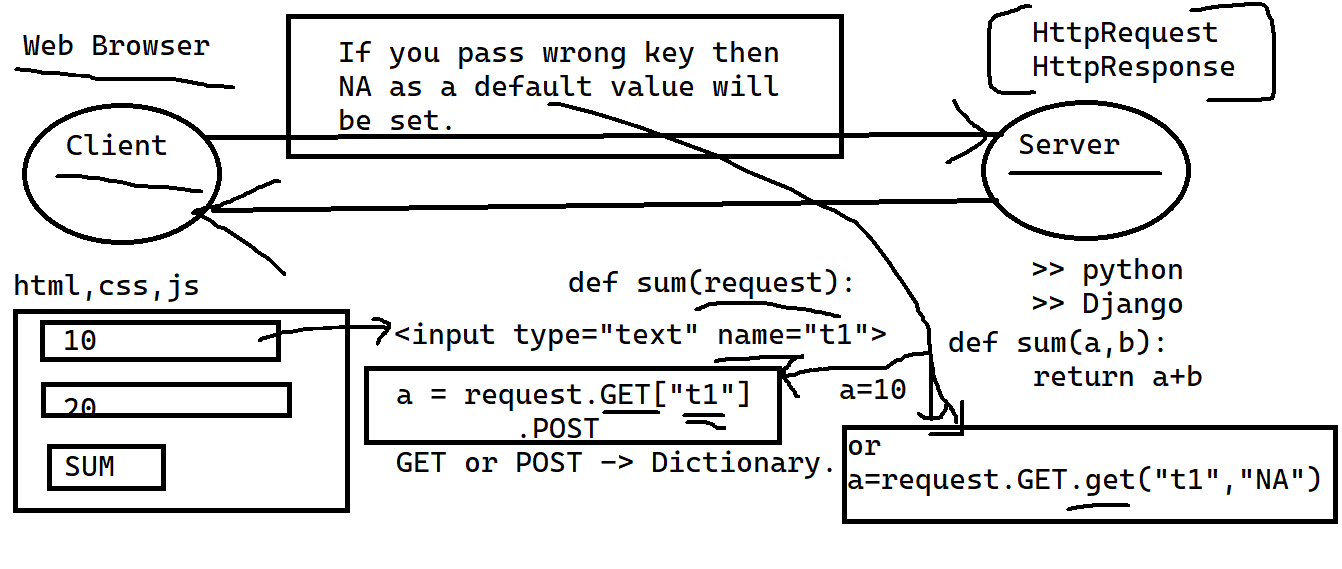 Web Browser
If you pass wrong key then
NA as a default value will
be set.
HttpRequest
HttpResponse
Client
Server
html,css,js
10
20
SUM
def sum(request):
<input type="text" name="t1">
a = request.GET["t1"]
.POST
GET or POST -> Dictionary.
a=10
>> python
>> Django
def sum(a,b):
return a+b
or
a=request.GET.get("t1","NA")